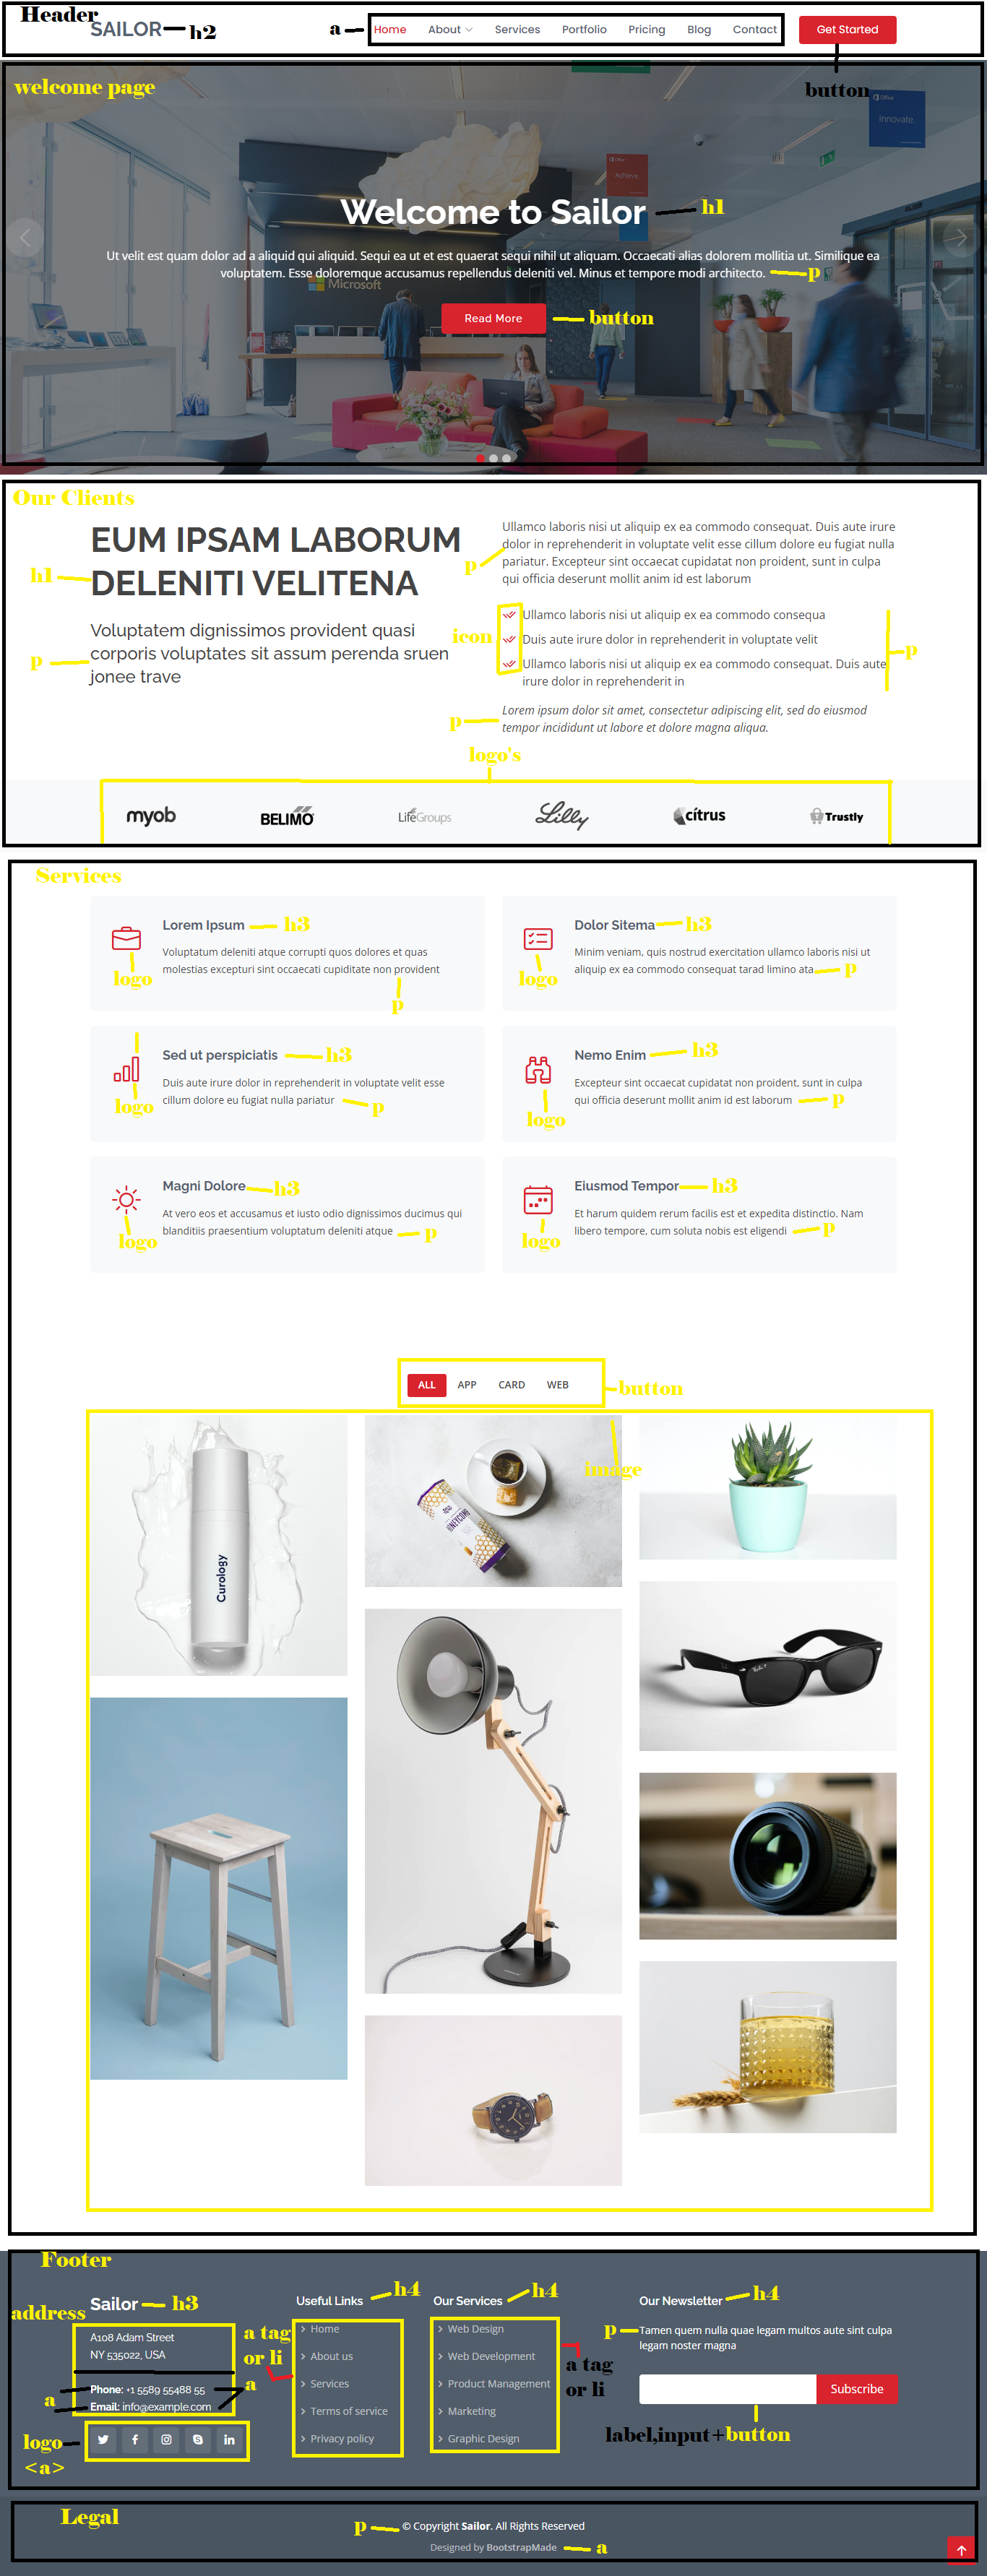 Header
SAILOR
h2
a
Home About Services Portfolio Pricing Blog Contact
Get Started
button
welcome page
Office
Innovate.
Office
Achieve
Welcome to Sailor
h1
Ut velit est quam dolor ad a aliquid qui aliquid. Sequi ea ut et est quaerat sequi nihil ut aliquam. Occaecati alias dolorem mollitia ut. Similique ea
voluptatem. Esse doloremque accusamus repellendus deleniti vel. Minus et tempore modi architecto.
p
Microsoft
Read More
button
Our Clients
EUM IPSAM LABORUM
DELENITI VELITENA
h1
Voluptatem dignissimos provident quasi
corporis voluptates sit assum perenda sruen
jonee trave
p
Ullamco laboris nisi ut aliquip ex ea commodo consequat. Duis aute irure
dolor in reprehenderit in voluptate velit esse cillum dolore eu fugiat nulla
pariatur. Excepteur sint occaecat cupidatat non proident, sunt in culpa
qui officia deserunt mollit anim id est laborum
p
icon
Ullamco laboris nisi ut aliquip ex ea commodo consequa
Duis aute irure dolor in reprehenderit in voluptate velit
Ullamco laboris nisi ut aliquip ex ea commodo consequat. Duis aute
irure dolor in reprehenderit in
p
Lorem ipsum dolor sit amet, consectetur adipiscing elit, sed do eiusmod
tempor incididunt ut labore et dolore magna aliqua.
p
logo's
myob
BELIMO
LifeGroups
Lilly
citrus
Trustly
Services
Lorem Ipsum
h3
Voluptatum deleniti atque corrupti quos dolores et quas
molestias excepturi sint occaecati cupiditate non provident
logo
p
Dolor Sitema
h3
Minim veniam, quis nostrud exercitation ullamco laboris nisi ut
aliquip ex ea commodo consequat tarad limino ata
p
logo
Sed ut perspiciatis
h3
Duis aute irure dolor in reprehenderit in voluptate velit esse
cillum dolore eu fugiat nulla pariatur
p
logo
Nemo Enim
h3
Excepteur sint occaecat cupidatat non proident, sunt in culpa
qui officia deserunt mollit anim id est laborum
p
logo
Magni Dolore
h3
At vero eos et accusamus et iusto odio dignissimos ducimus qui
blanditiis praesentium voluptatum deleniti atque
p
logo
Eiusmod Tempor
h3
Et harum quidem rerum facilis est et expedita distinctio. Nam
libero tempore, cum soluta nobis est eligendi
p
logo
ALL APP CARD WEB
button
image
Curology
HONEYCOMB
Footer
address
Sailor
h3
A108 Adam Street
NY 535022, USA
Phone: +1 5589 55488 55
Email: info@example.com
a
a
logo
<a>
Useful Links
h4
a tag
or li
Home
About us
Services
Terms of service
Privacy policy
Our Services
h4
Web Design
Web Development
Product Management
Marketing
Graphic Design
a tag
or li
Our Newsletter
h4
p
Tamen quem nulla quae legam multos aute sint culpa
legam noster magna
Subscribe
label,input+button
Legal
p
© Copyright Sailor. All Rights Reserved
Designed by BootstrapMade
a